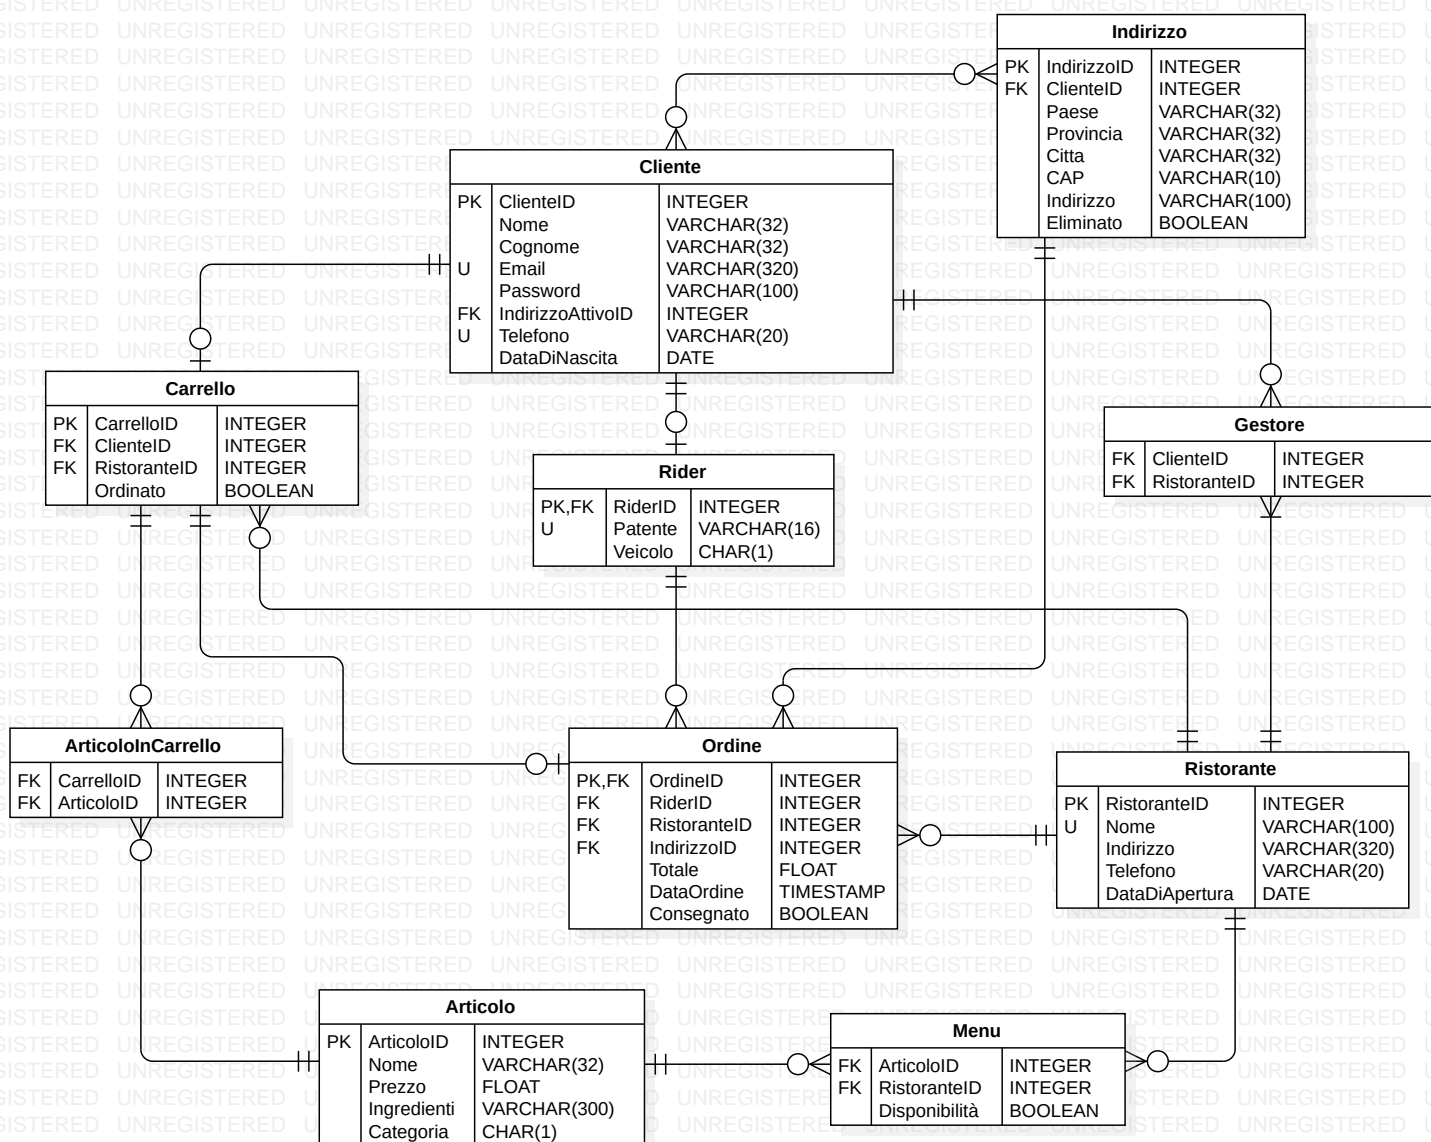 Indirizzo
PK IndirizzoID INTEGER
FK ClienteID INTEGER
Paese VARCHAR(32)
Provincia VARCHAR(32)
Citta VARCHAR(32)
CAP VARCHAR(10)
Indirizzo VARCHAR(100)
Eliminato BOOLEAN
Cliente
PK ClienteID INTEGER
Nome VARCHAR(32)
Cognome VARCHAR(32)
U Email VARCHAR(320)
Password VARCHAR(100)
FK IndirizzoAttivoID INTEGER
U Telefono VARCHAR(20)
DataDiNascita DATE
Carrello
PK CarrelloID INTEGER
FK ClienteID INTEGER
FK RistoranteID INTEGER
Ordinato BOOLEAN
Gestore
FK ClienteID INTEGER
FK RistoranteID INTEGER
Rider
PK,FK RiderID INTEGER
U Patente VARCHAR(16)
Veicolo CHAR(1)
ArticoloInCarrello
FK CarrelloID INTEGER
FK ArticoloID INTEGER
Ordine
PK,FK OrdineID INTEGER
FK RiderID INTEGER
FK RistoranteID INTEGER
FK IndirizzoID INTEGER
Totale FLOAT
DataOrdine TIMESTAMP
Consegnato BOOLEAN
Ristorante
PK RistoranteID INTEGER
U Nome VARCHAR(100)
Indirizzo VARCHAR(320)
Telefono VARCHAR(20)
DataDiApertura DATE
Articolo
PK ArticoloID INTEGER
Nome VARCHAR(32)
Prezzo FLOAT
Ingredienti VARCHAR(300)
Categoria CHAR(1)
Menu
FK ArticoloID INTEGER
FK RistoranteID INTEGER
Disponibilità BOOLEAN
UNREGISTERED